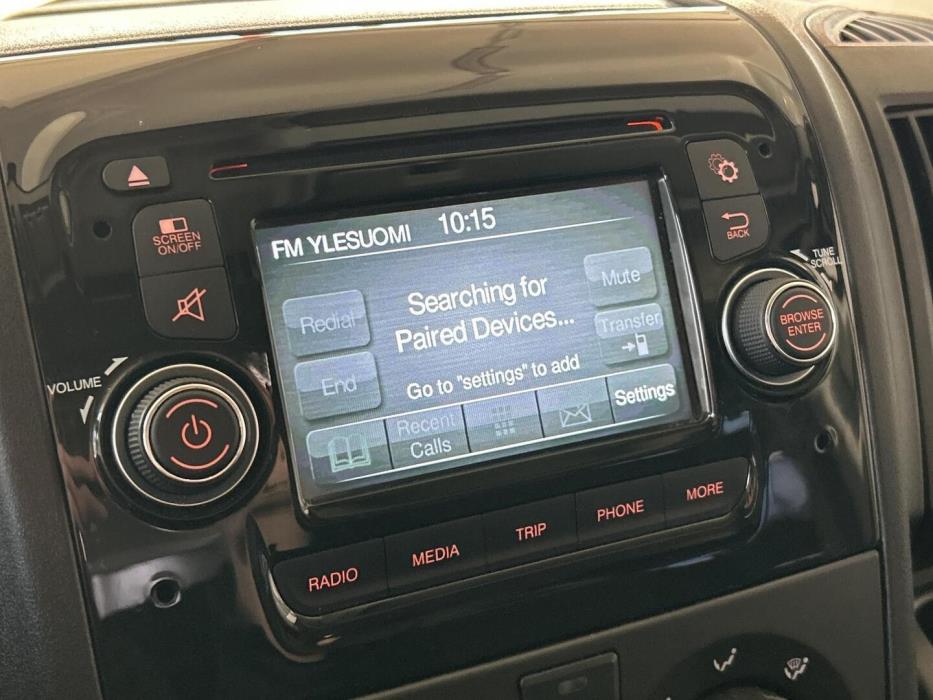 SCREEN
ON/OFF
BACK
TUNE
SCROLL
FM YLESUOMI 10:15
Searching for
Paired Devices...
Go to "settings" to add
Redial
End
Mute
Transfer
Recent
Calls
Settings
VOLUME
BROWSE
ENTER
RADIO
MEDIA
TRIP
PHONE
MORE